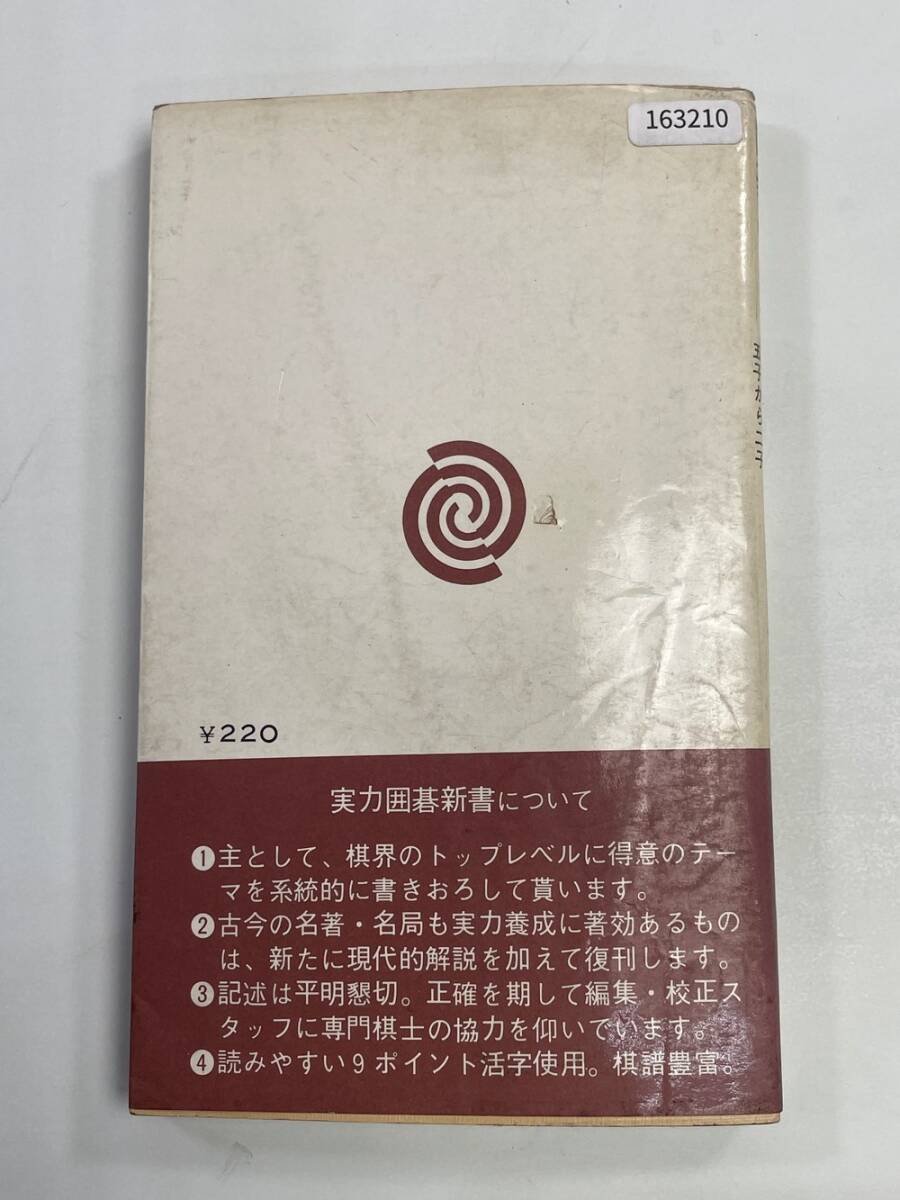 163210
¥220
実力囲碁新書について
❶主として、棋界のトップレベルに得意のテー
マを系統的に書きおろして貰います。
❷古今の名著・名局も実力養成に著効あるもの
は、新たに現代的解説を加えて復刊します。
❸記述は平明懇切。正確を期して編集・校正ス
タッフに専門棋士の協力を仰いでいます。
❹読みやすい9ポイント活字使用。棋譜豊富。